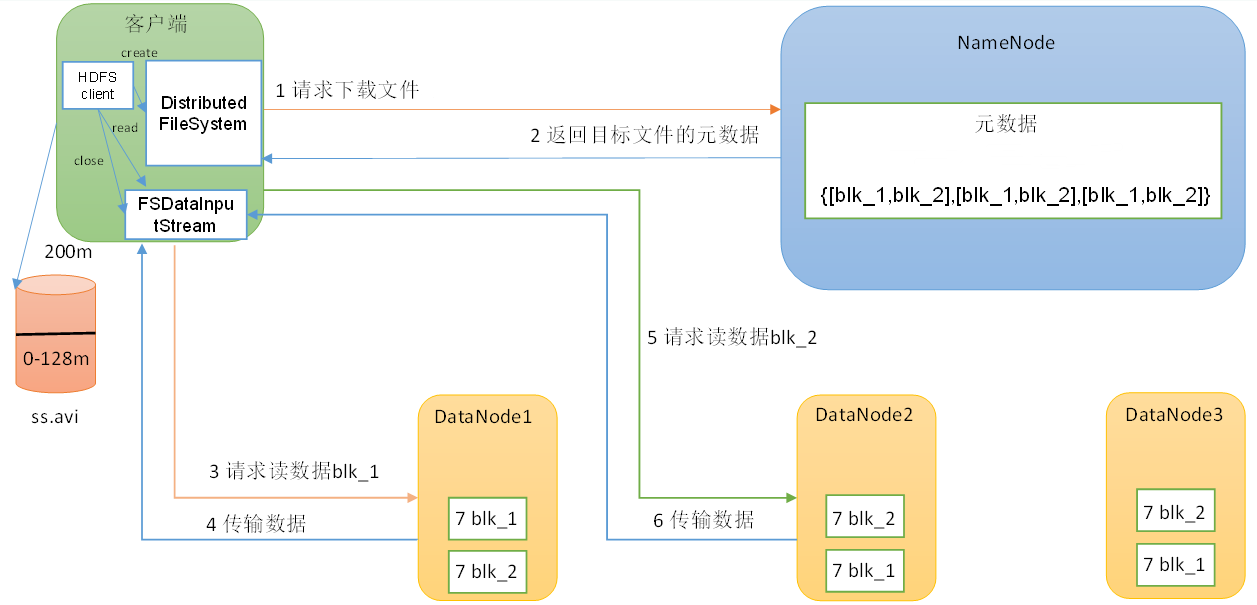 客户端
create
HDFS
client
Distributed
FileSystem
read
close
FSDataInpu
tStream
1 请求下载文件
2 返回目标文件的元数据
NameNode
元数据
{[blk_1,blk_2],[blk_1,blk_2],[blk_1,blk_2]}
200m
0-128m
ss.avi
5 请求读数据blk_2
3 请求读数据blk_1
4 传输数据
6 传输数据
DataNode1
7 blk_1
7 blk_2
DataNode2
7 blk_2
7 blk_1
DataNode3
7 blk_2
7 blk_1